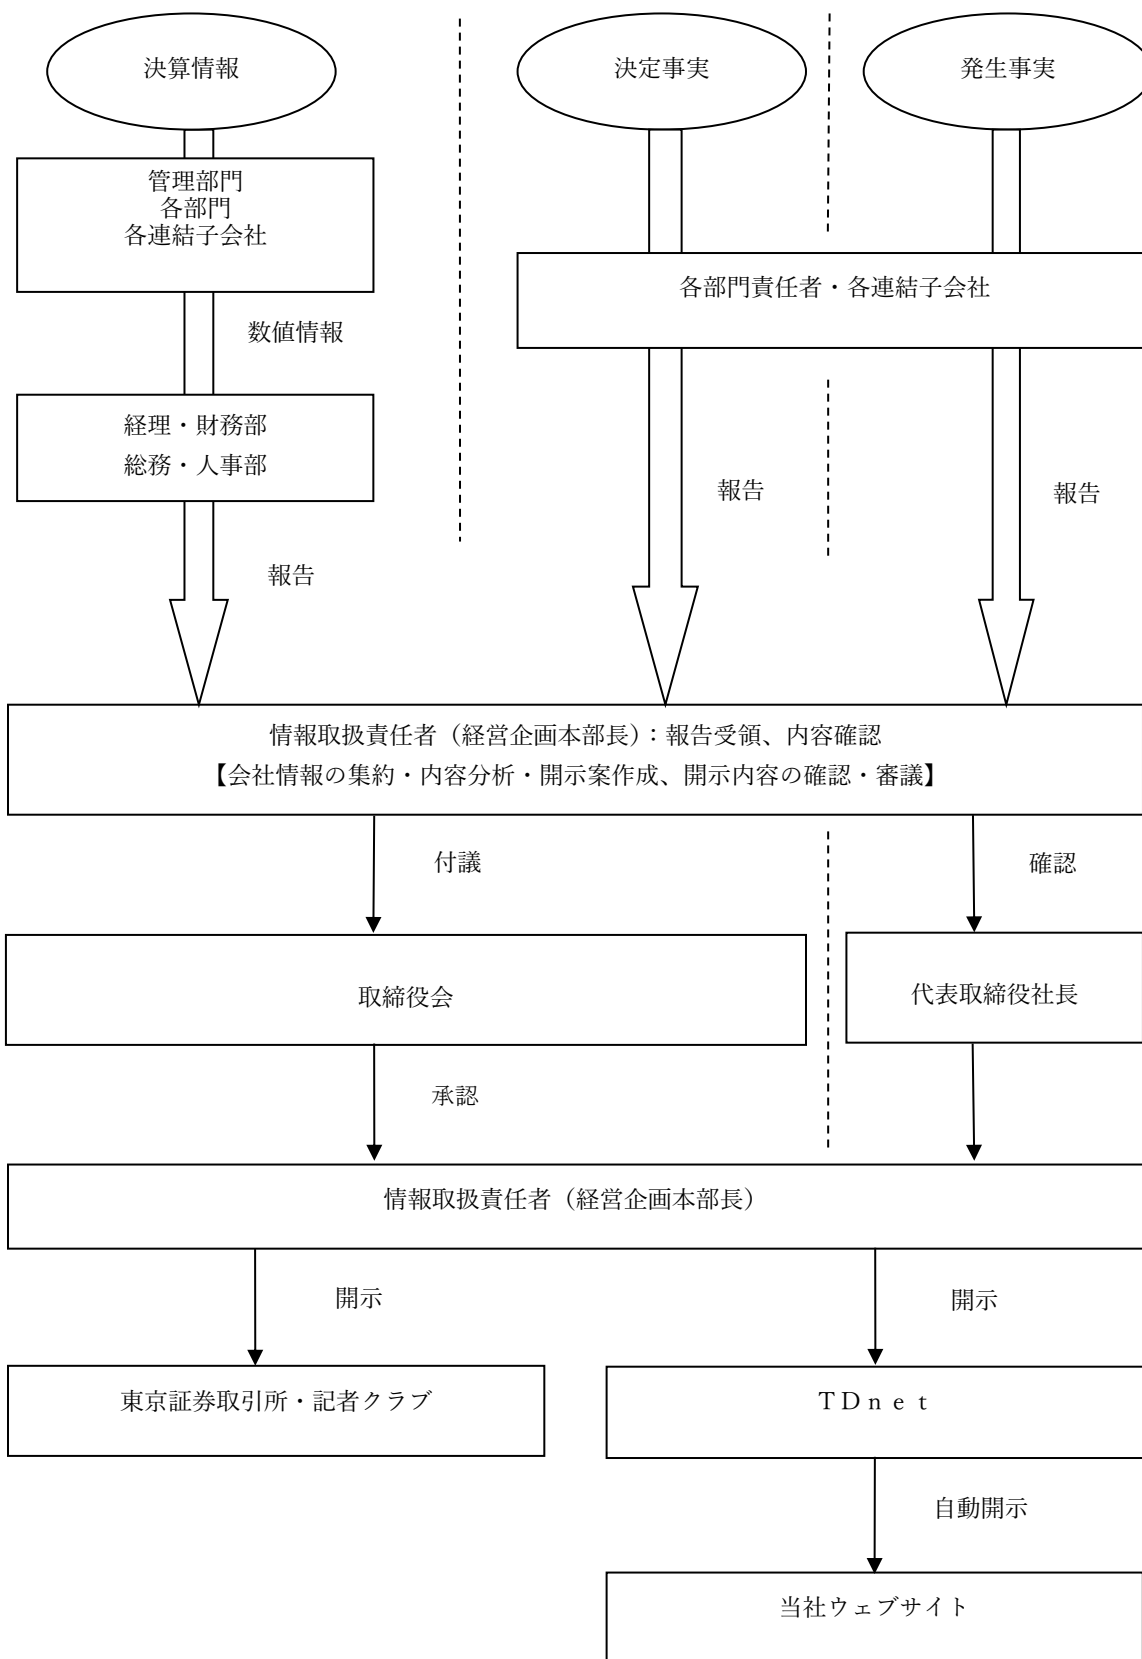 決算情報
決定事実
発生事実
管理部門
各部門
各連結子会社
各部門責任者・各連結子会社
数値情報
経理・財務部
総務・人事部
報告
報告
報告
情報取扱責任者（経営企画本部長）：報告受領、内容確認
【会社情報の集約・内容分析・開示案作成、開示内容の確認・審議】
付議
確認
取締役会
代表取締役社長
承認
情報取扱責任者（経営企画本部長）
開示
開示
東京証券取引所・記者クラブ
ＴＤｎｅｔ
自動開示
当社ウェブサイト